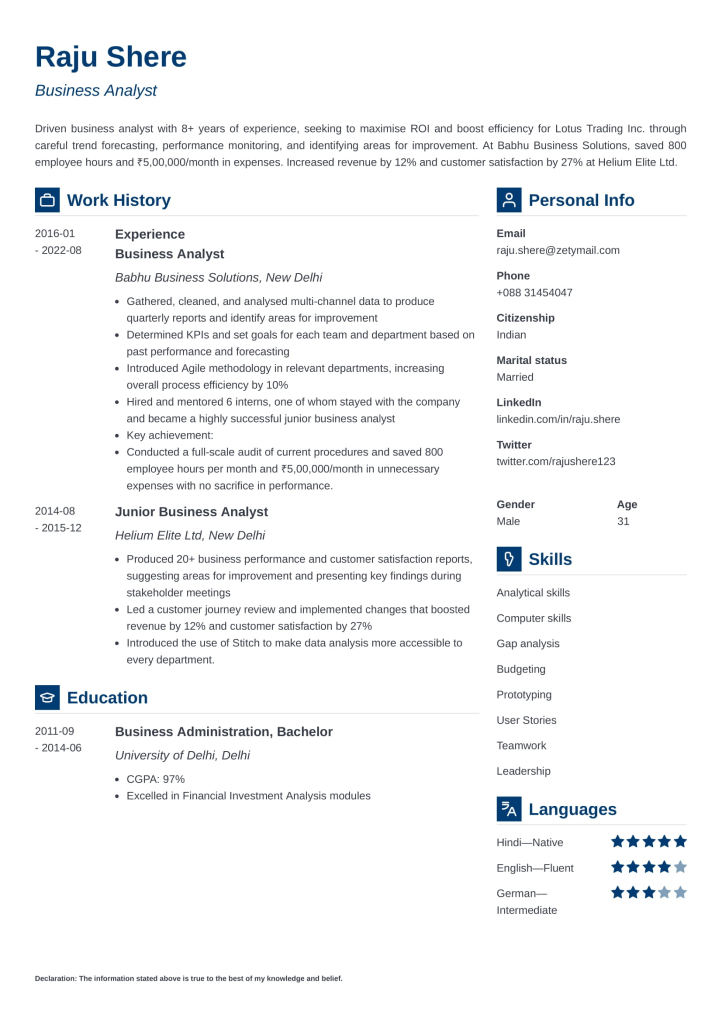 Raju Shere
Business Analyst
Driven business analyst with 8+ years of experience, seeking to maximise ROI and boost efficiency for Lotus Trading Inc. through
careful trend forecasting, performance monitoring, and identifying areas for improvement. At Babhu Business Solutions, saved 800
employee hours and ₹5,00,000/month in expenses. Increased revenue by 12% and customer satisfaction by 27% at Helium Elite Ltd.
Work History
2016-01
- 2022-08
Experience
Business Analyst
Babhu Business Solutions, New Delhi
• Gathered, cleaned, and analysed multi-channel data to produce
quarterly reports and identify areas for improvement
• Determined KPIs and set goals for each team and department based on
past performance and forecasting
• Introduced Agile methodology in relevant departments, increasing
overall process efficiency by 10%
• Hired and mentored 6 interns, one of whom stayed with the company
and became a highly successful junior business analyst
• Key achievement:
• Conducted a full-scale audit of current procedures and saved 800
employee hours per month and ₹5,00,000/month in unnecessary
expenses with no sacrifice in performance.
2014-08
- 2015-12
Junior Business Analyst
Helium Elite Ltd, New Delhi
• Produced 20+ business performance and customer satisfaction reports,
suggesting areas for improvement and presenting key findings during
stakeholder meetings
• Led a customer journey review and implemented changes that boosted
revenue by 12% and customer satisfaction by 27%
• Introduced the use of Stitch to make data analysis more accessible to
every department.
Education
2011-09
- 2014-06
Business Administration, Bachelor
University of Delhi, Delhi
• CGPA: 97%
• Excelled in Financial Investment Analysis modules
Personal Info
Email
raju.shere@zetymail.com
Phone
+088 31454047
Citizenship
Indian
Marital status
Married
LinkedIn
linkedin.com/in/raju.shere
Twitter
twitter.com/rajushere123
Gender Age
Male 31
Skills
Analytical skills
Computer skills
Gap analysis
Budgeting
Prototyping
User Stories
Teamwork
Leadership
Languages
Hindi—Native
English—Fluent
German—
Intermediate
Declaration: The information stated above is true to the best of my knowledge and belief.